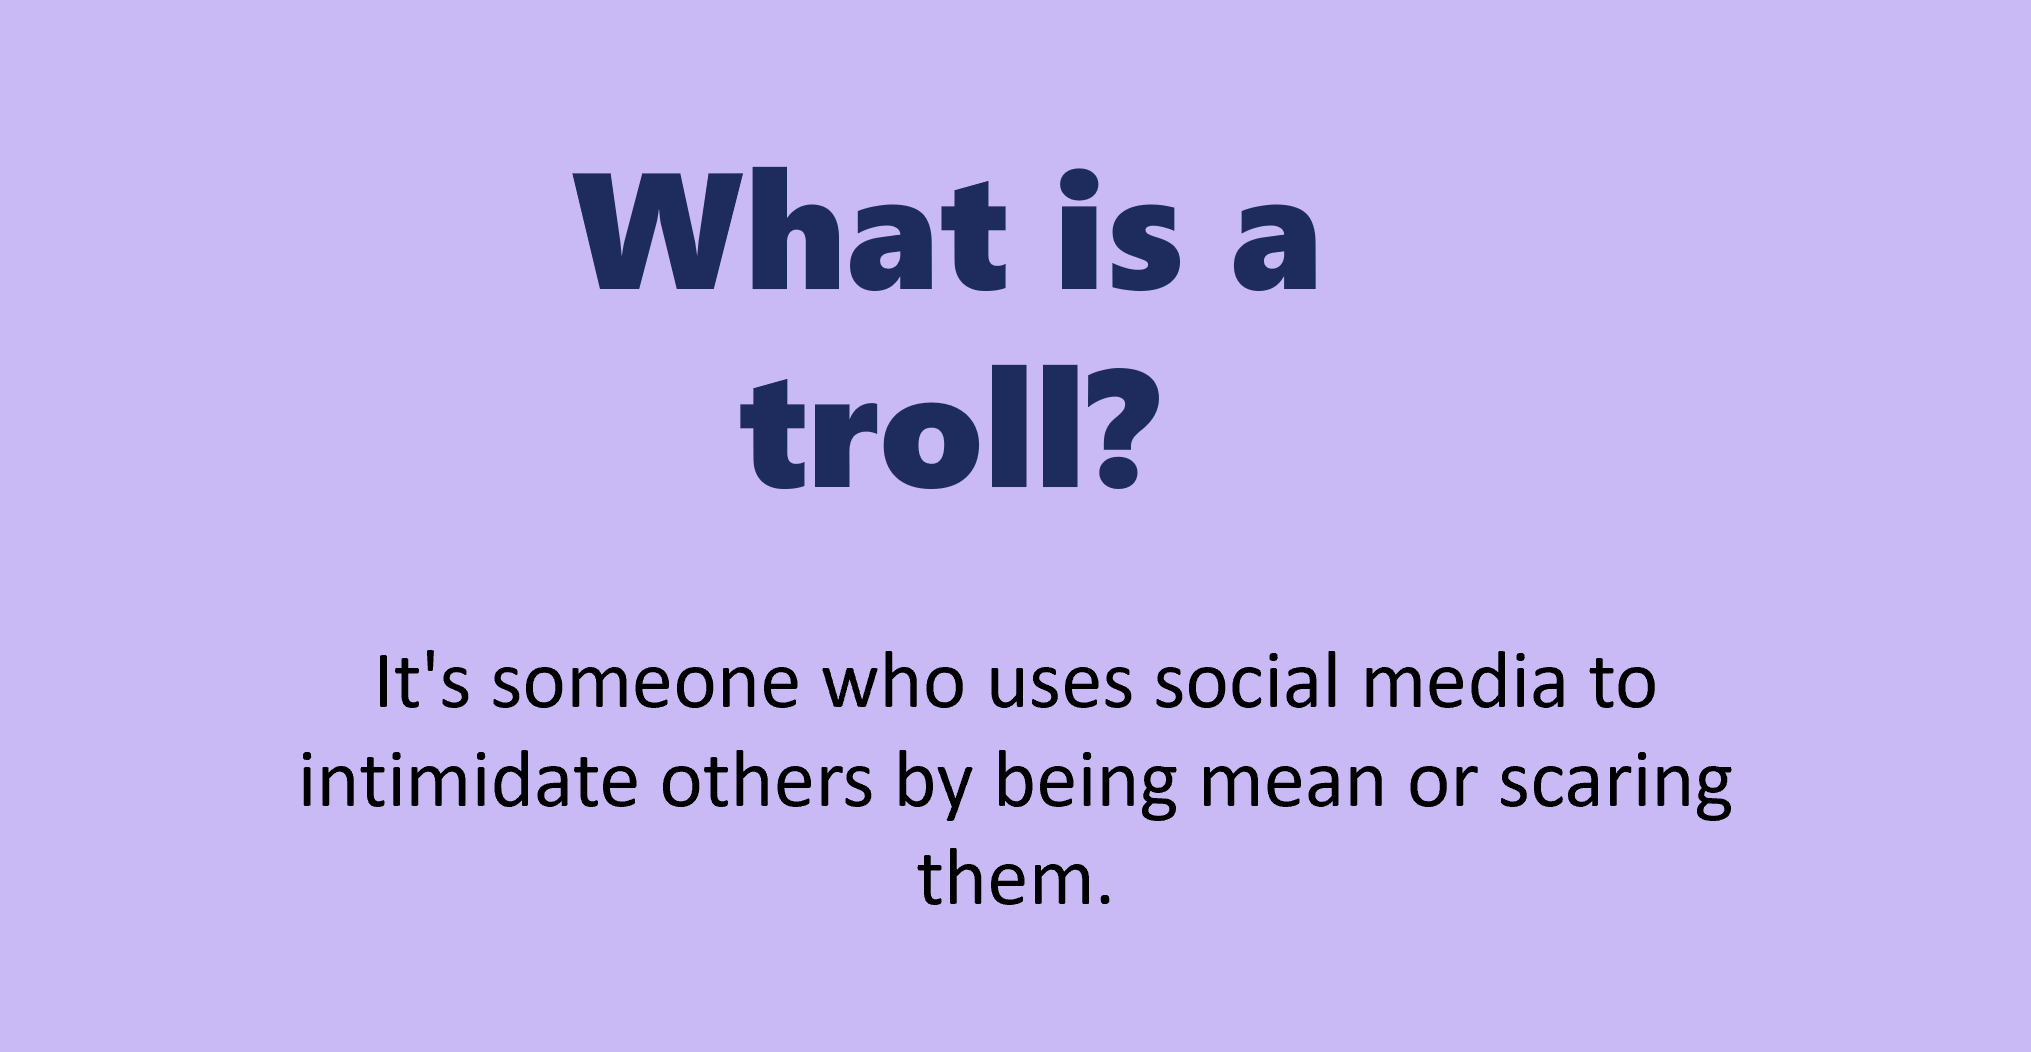 What is a
troll?
It's someone who uses social media to
intimidate others by being mean or scaring
them.